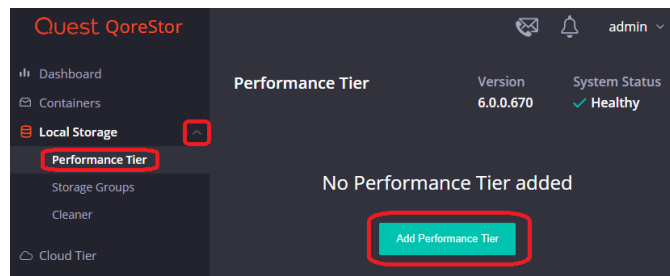 Quest QoreStor
admin
Dashboard
Containers
Local Storage
Performance Tier
Storage Groups
Cleaner
Cloud Tier
Performance Tier
Version
6.0.0.670
System Status
Healthy
No Performance Tier added
Add Performance Tier